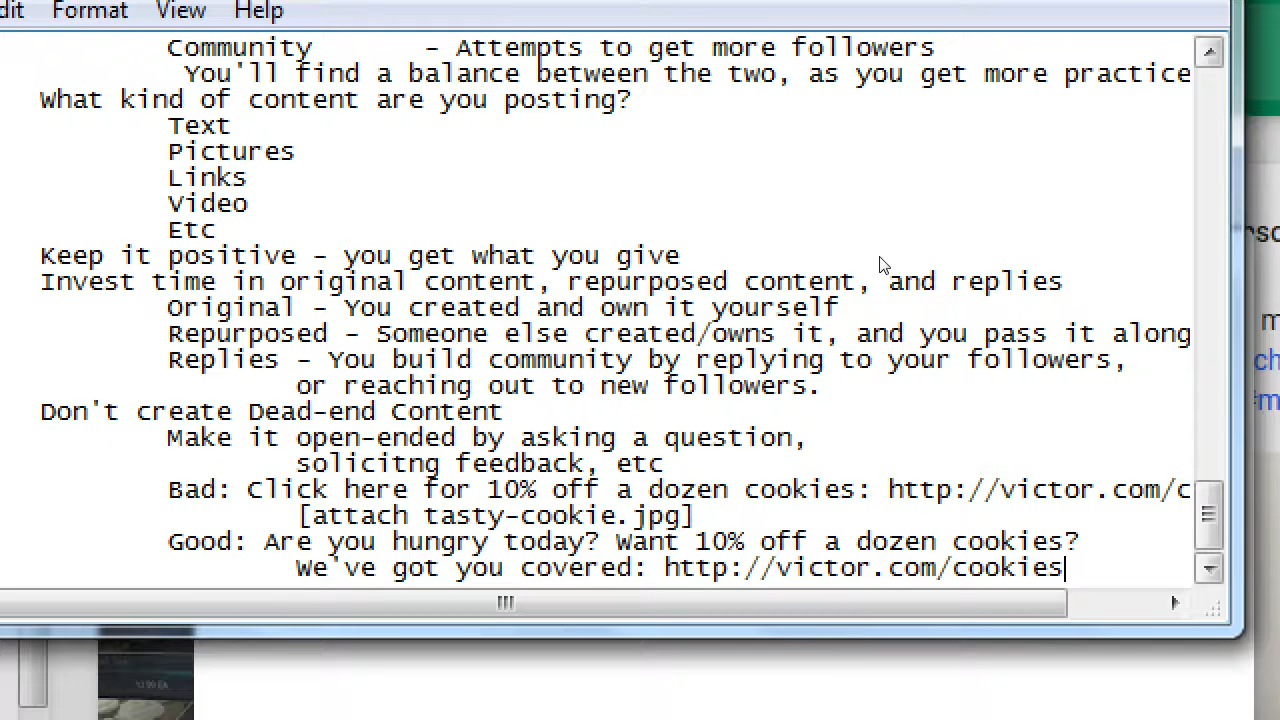 dit Format View Help
Community - Attempts to get more followers
You'll find a balance between the two, as you get more practice
What kind of content are you posting?
Text
Pictures
Links
Video
Etc
Keep it positive - you get what you give
Invest time in original content, repurposed content, and replies
Original - You created and own it yourself
Repurposed - Someone else created/owns it, and you pass it along
Replies - You build community by replying to your followers,
or reaching out to new followers.
Don't create Dead-end Content
Make it open-ended by asking a question,
solicitng feedback, etc
Bad: Click here for 10% off a dozen cookies: http://victor.com/c
[attach tasty-cookie.jpg]
Good: Are you hungry today? Want 10% off a dozen cookies?
We've got you covered: http://victor.com/cookies